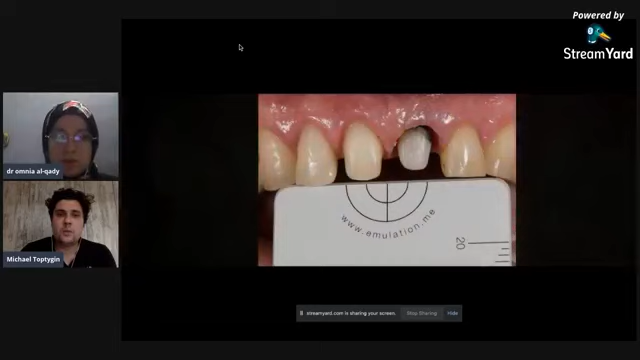 Powered by
StreamYard
dr omnia al-qady
Michael Toptygin
www.emulation.me
20
streamyard.com is sharing your screen.
Stop Sharing
Hide